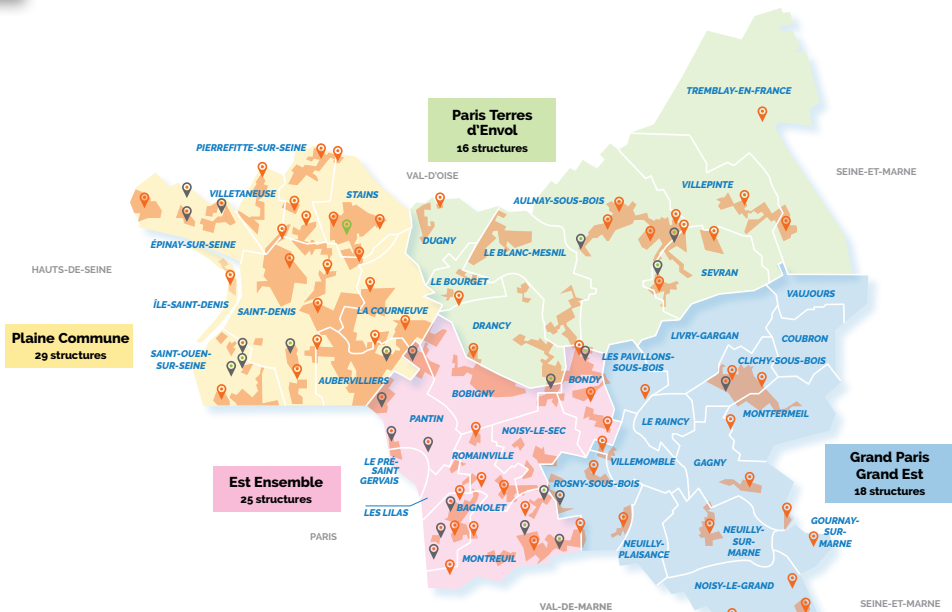 TREMBLAY-EN-FRANCE
Paris Terres
d'Envol
16 structures
PIERREFITTE-SUR-SEINE
VAL-D'OISE
SEINE-ET-MARNE
VILLETANEUSE
STAINS
AULNAY-SOUS-BOIS
VILLEPINTE
ÉPINAY-SUR-SEINE
DUGNY
LE BLANC-MESNIL
HAUTS-DE-SEINE
SEVRAN
LE BOURGET
VAUJOURS
ÎLE-SAINT-DENIS
SAINT-DENIS
LA COURNEUVE
DRANCY
LIVRY-GARGAN
COUBRON
Plaine Commune
29 structures
SAINT-OUEN-
SUR-SEINE
LES PAVILLONS-
SOUS-BOIS
CLICHY-SOUS-BOIS
AUBERVILLIERS
BONDY
BOBIGNY
MONTFERMEIL
PANTIN
LE RAINCY
NOISY-LE-SEC
ROMAINVILLE
LE PRÉ-
SAINT
GERVAIS
VILLEMOMBLE
GAGNY
Grand Paris
Grand Est
18 structures
Est Ensemble
25 structures
ROSNY-SOUS-BOIS
LES LILAS
BAGNOLET
GOURNAY-
SUR-
MARNE
PARIS
NEUILLY-
SUR-
MARNE
NEUILLY-
PLAISANCE
MONTREUIL
NOISY-LE-GRAND
VAL-DE-MARNE
SEINE-ET-MARNE